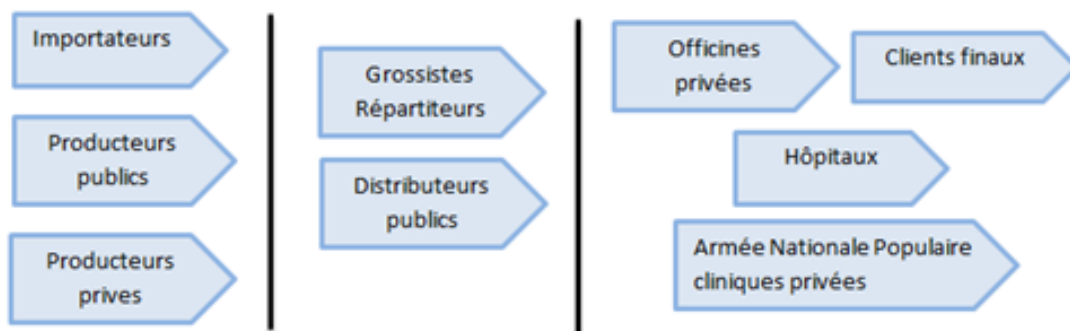 Importateurs
Producteurs
publics
Producteurs
prives
Grossistes
Répartiteurs
Distributeurs
publics
Officines
privées
Clients finaux
Hôpitaux
Armée Nationale Populaire
cliniques privées